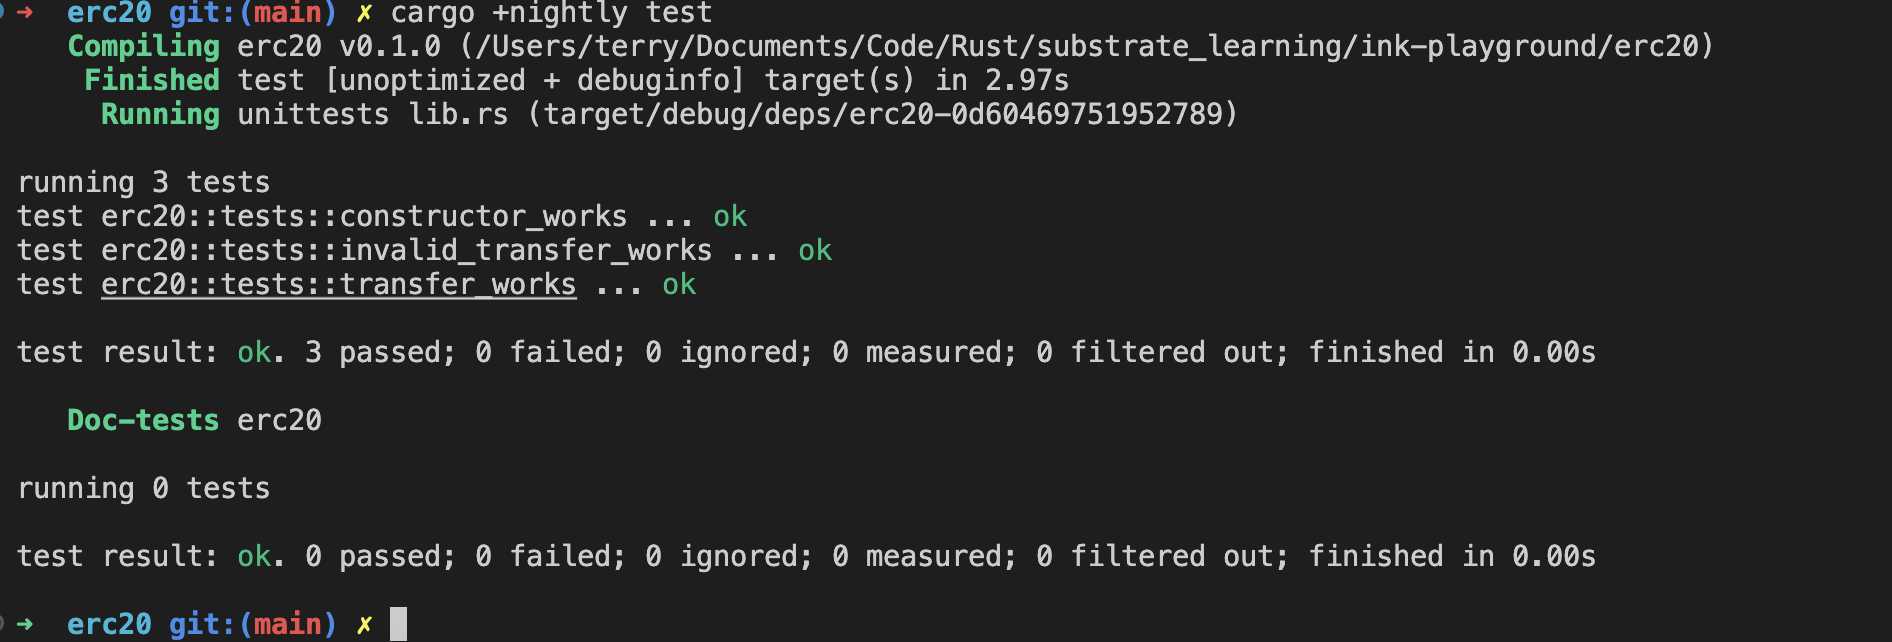 ➜  erc20 git:(main) ✗ cargo +nightly test
   Compiling erc20 v0.1.0 (/Users/terry/Documents/Code/Rust/substrate_learning/ink-playground/erc20)
    Finished test [unoptimized + debuginfo] target(s) in 2.97s
     Running unittests lib.rs (target/debug/deps/erc20-0d60469751952789)
running 3 tests
test erc20::tests::constructor_works ... ok
test erc20::tests::invalid_transfer_works ... ok
test erc20::tests::transfer_works ... ok
test result: ok. 3 passed; 0 failed; 0 ignored; 0 measured; 0 filtered out; finished in 0.00s
   Doc-tests erc20
running 0 tests
test result: ok. 0 passed; 0 failed; 0 ignored; 0 measured; 0 filtered out; finished in 0.00s
➜  erc20 git:(main) ✗